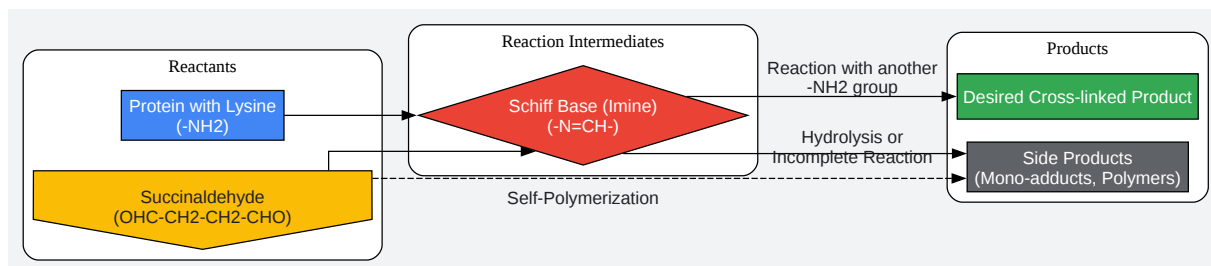 Reactants
Protein with Lysine
(-NH2)
Succinaldehyde
(OHC-CH2-CH2-CHO)
Reaction Intermediates
Schiff Base (Imine)
(-N=CH-)
Reaction with another
-NH2 group
Hydrolysis or
Incomplete Reaction
Self-Polymerization
Products
Desired Cross-linked Product
Side Products
(Mono-adducts, Polymers)